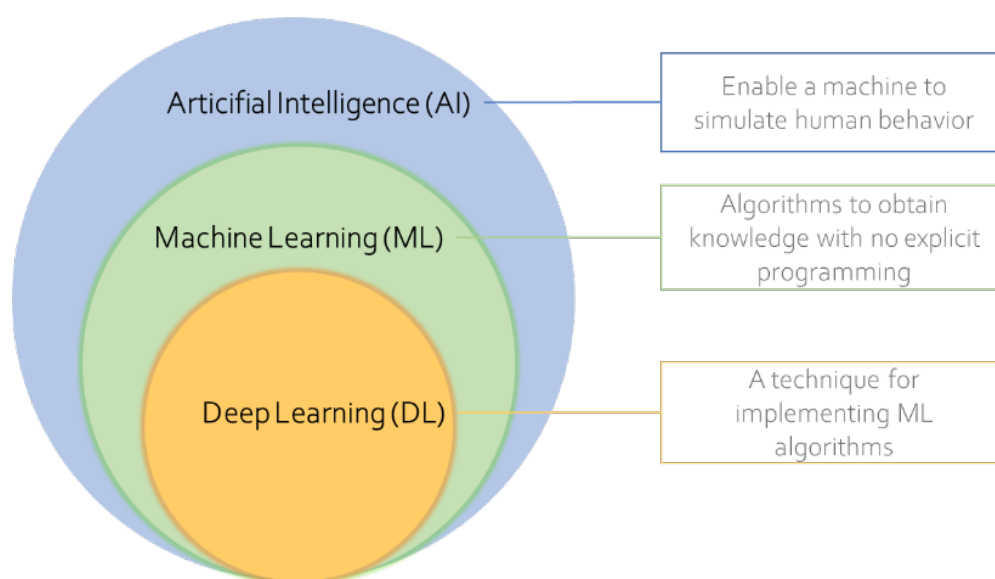 Articifial Intelligence (AI)
Enable a machine to
simulate human behavior
Machine Learning (ML)
Algorithms to obtain
knowledge with no explicit
programming
Deep Learning (DL)
A technique for
implementing ML
algorithms